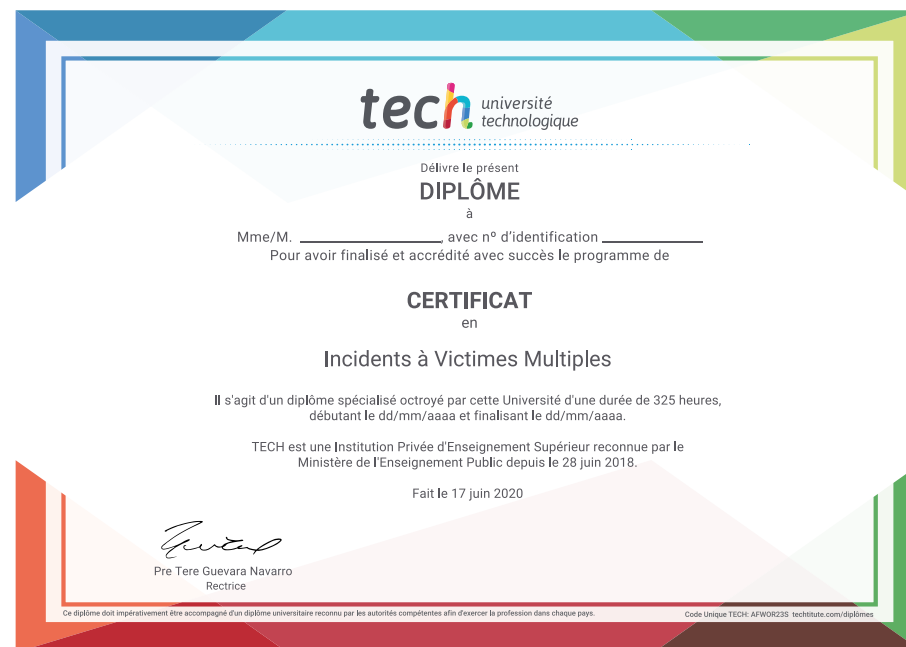 tech université
technologique
Délivre le présent
DIPLÔME
à
Mme/M. ____________________, avec nº d'identification ______________
Pour avoir finalisé et accrédité avec succès le programme de
CERTIFICAT
en
Incidents à Victimes Multiples
Il s'agit d'un diplôme spécialisé octroyé par cette Université d'une durée de 325 heures,
débutant le dd/mm/aaaa et finalisant le dd/mm/aaaa.
TECH est une Institution Privée d'Enseignement Supérieur reconnue par le
Ministère de l'Enseignement Public depuis le 28 juin 2018.
Fait le 17 juin 2020
Pre Tere Guevara Navarro
Rectrice
Ce diplôme doit impérativement être accompagné d'un diplôme universitaire reconnu par les autorités compétentes afin d'exercer la profession dans chaque pays.
Code Unique TECH: AFWOR23S techtitute.com/diplômes